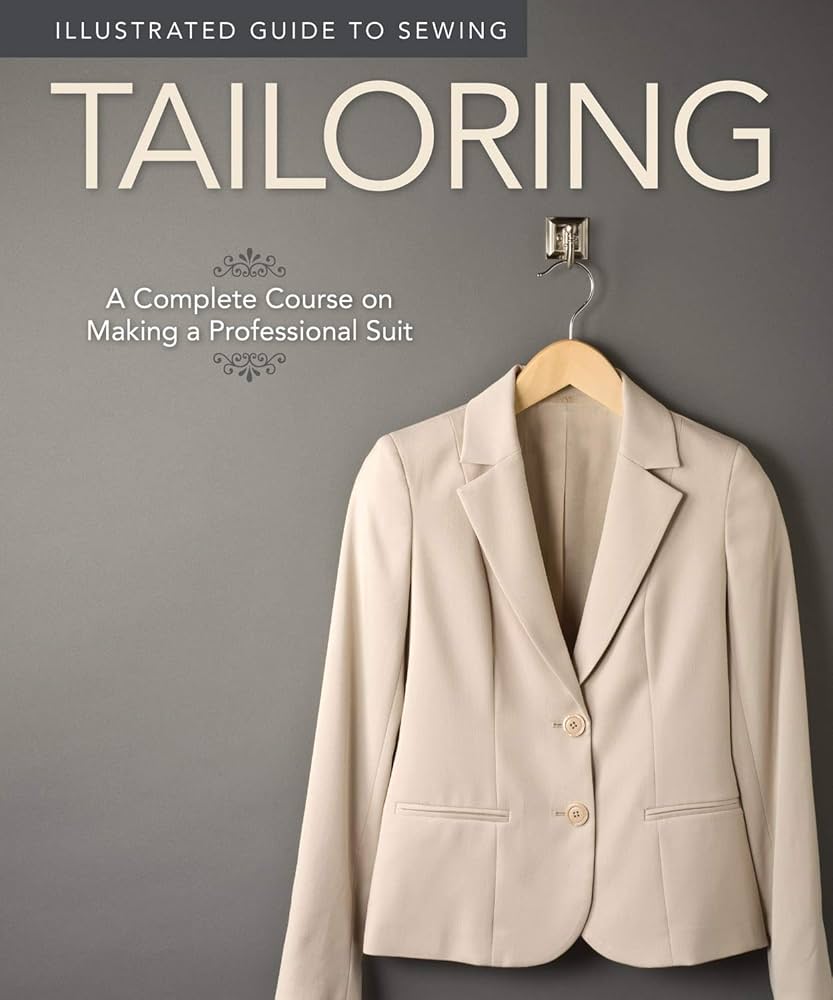 ILLUSTRATED GUIDE TO SEWING
TAILORING
A Complete Course on
Making a Professional Suit